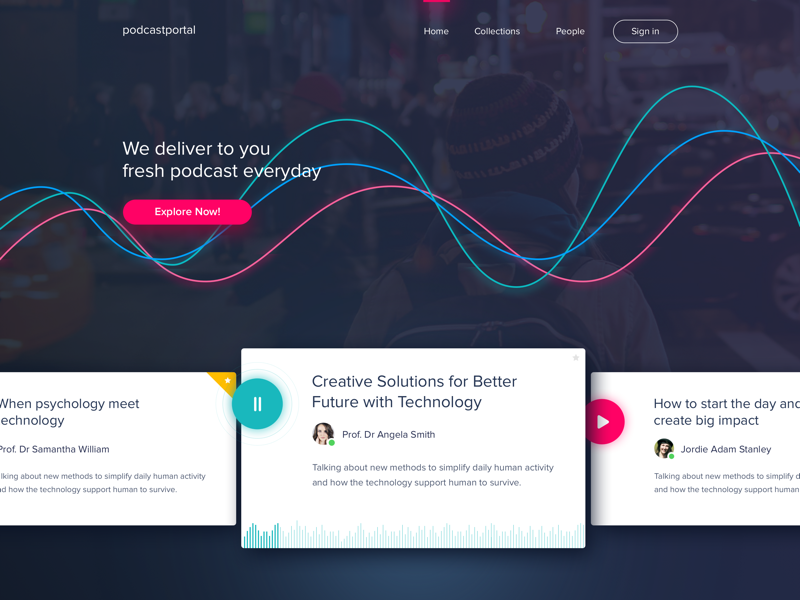 podcastportal
Home Collections People Sign in
We deliver to you
fresh podcast everyday
Explore Now!
When psychology meet
technology
Prof. Dr Samantha William
lking about new methods to simplify daily human activity
nd how the technology support human to survive.
Creative Solutions for Better
Future with Technology
Prof. Dr Angela Smith
Talking about new methods to simplify daily human activity
and how the technology support human to survive.
How to start the day and
create big impact
Jordie Adam Stanley
Talking about new methods to simplify d
and how the technology support human